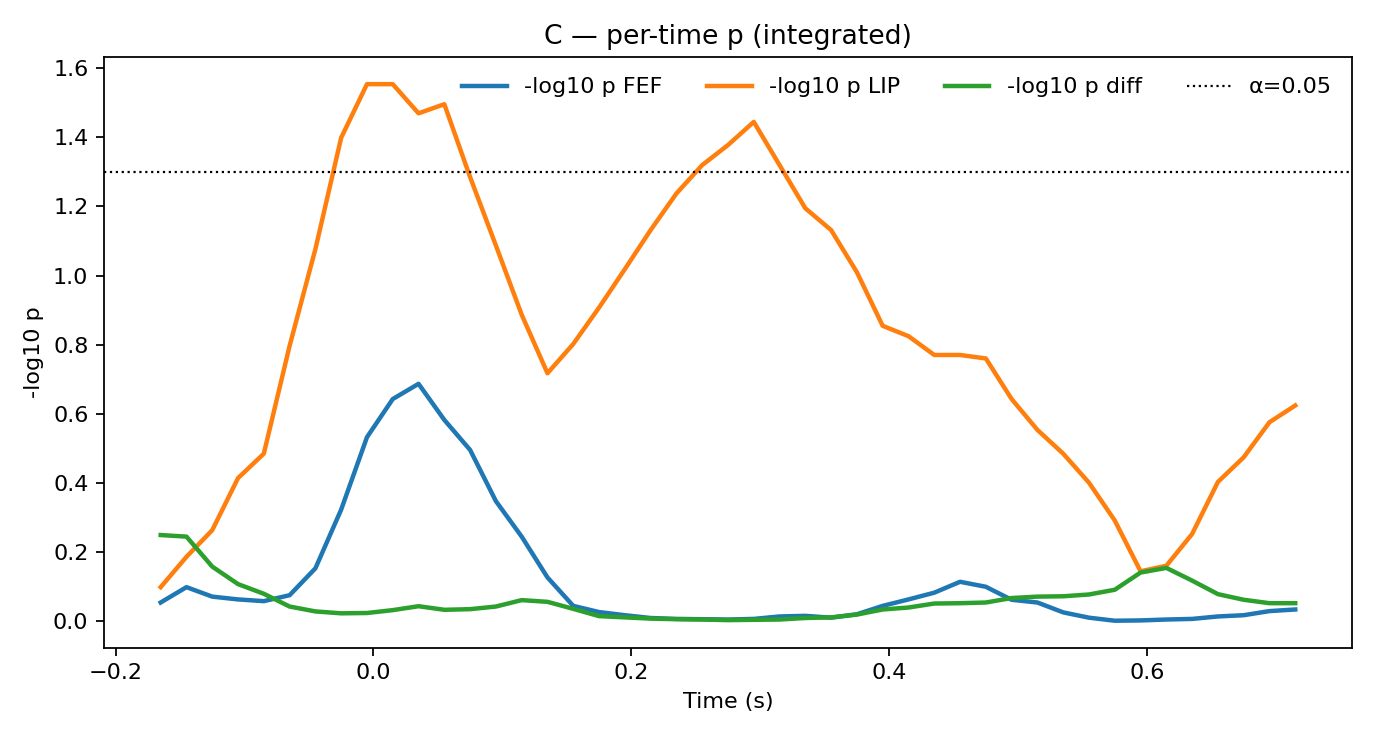 C — per-time p (integrated)
-log10 p FEF
-log10 p LIP
-log10 p diff
α=0.05
1.6
1.4
1.2
1.0
0.8
0.6
0.4
0.2
0.0
-log10 p
−0.2
0.0
0.2
0.4
0.6
Time (s)